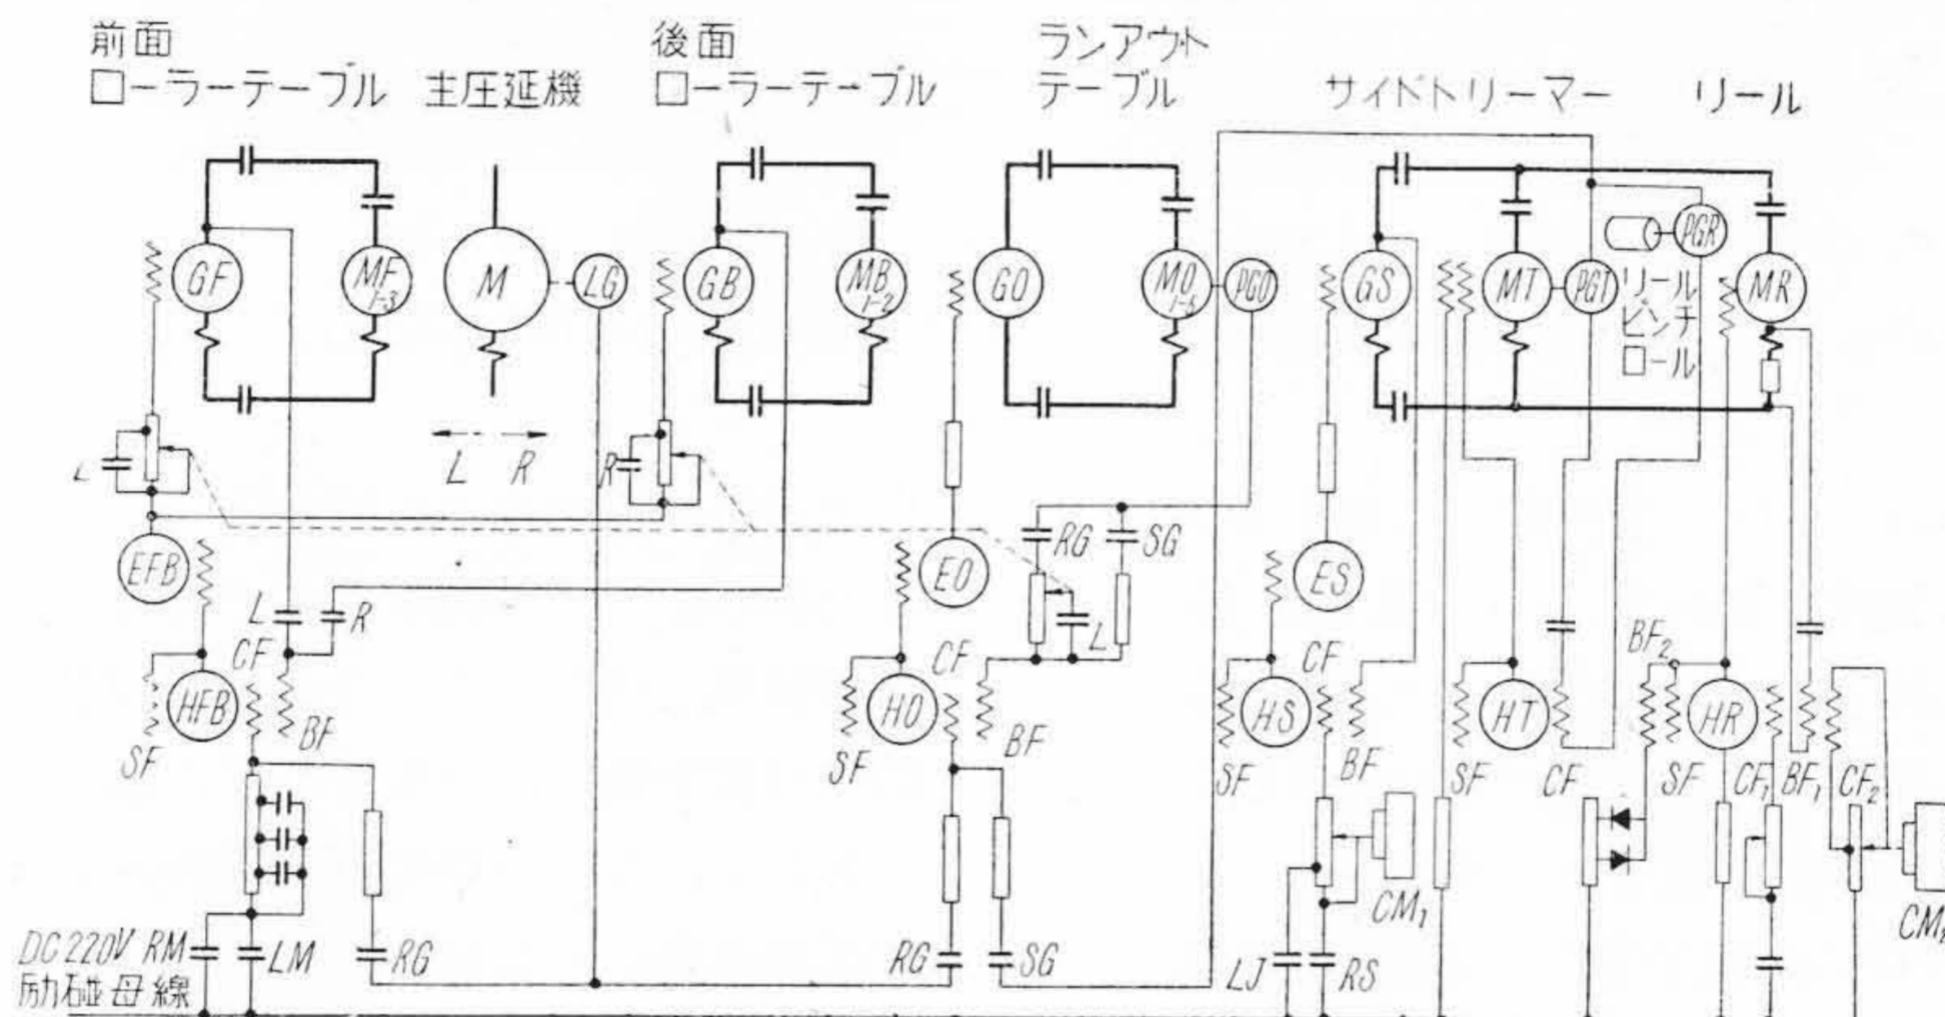 前面
ローラーテーブル
主圧延機
後面
ローラーテーブル
ランアウト
テーブル
サイドトリーマー
リール
GF
MF
1-3
M
LG
GB
MB
1-2
GO
MO
PGO
GS
MT
PGT
PGR
リール
ピンチ
ロール
MR
L
L R
R
EFB
L
R
CF
HFB
SF
BF
EO
RG
SG
L
CF
HO
SF
BF
ES
CF
HS
SF
BF
HT
SF
CF
BF2
HR
SF
CF1
BF1
CF2
CM1
DC 220V
励磁母線
RM
LM
RG
RG
SG
LJ
RS